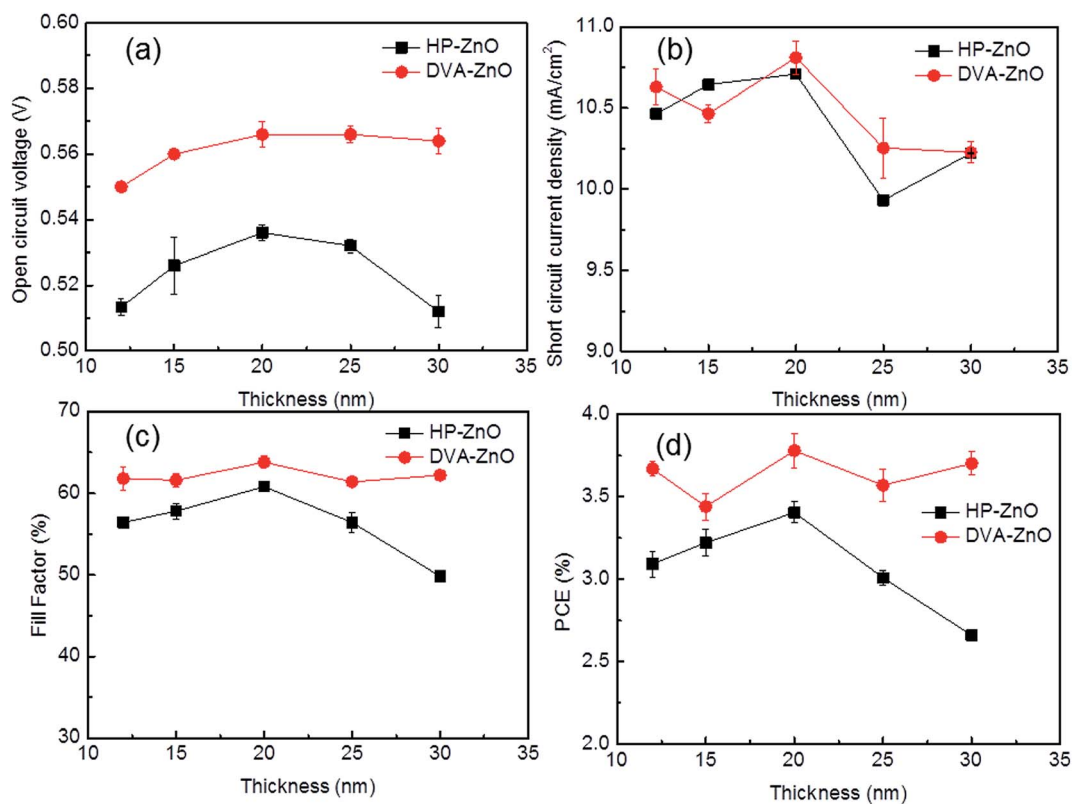 (a)
HP-ZnO
DVA-ZnO
Open circuit voltage (V)
0.60
0.58
0.56
0.54
0.52
0.50
10 15 20 25 30 35
Thickness (nm)
(b)
HP-ZnO
DVA-ZnO
Short circuit current density (mA/cm²)
11.0
10.5
10.0
9.5
9.0
10 15 20 25 30 35
Thickness (nm)
(c)
HP-ZnO
DVA-ZnO
Fill Factor (%)
70
60
50
40
30
10 15 20 25 30 35
Thickness (nm)
(d)
HP-ZnO
DVA-ZnO
PCE (%)
4.0
3.5
3.0
2.5
2.0
10 15 20 25 30 35
Thickness (nm)